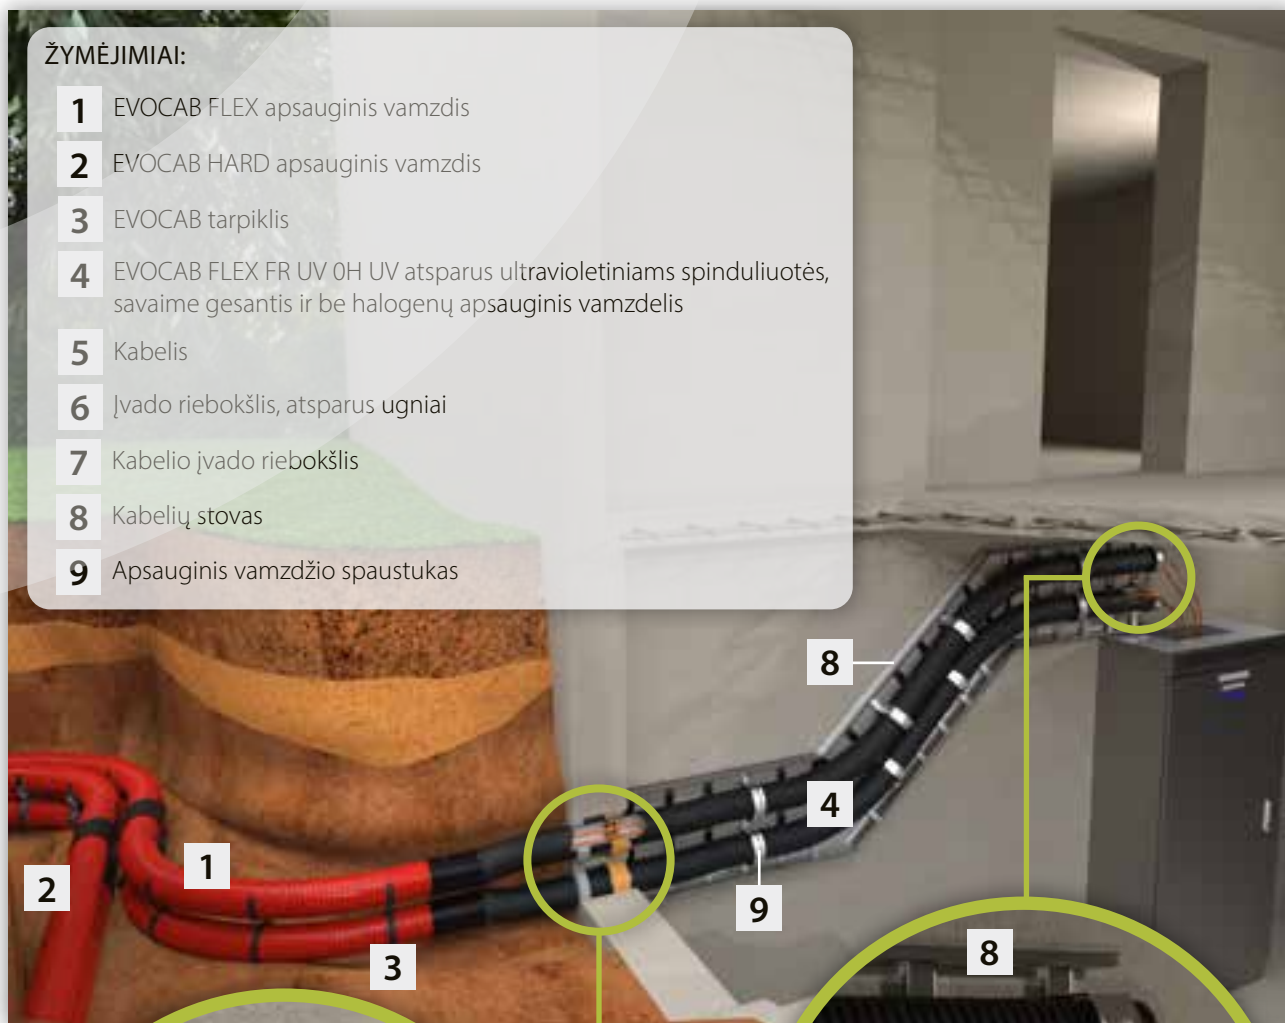 ŽYMĖJIMIAI:
1 EVOCAB FLEX apsauginis vamzdis
2 EVOCAB HARD apsauginis vamzdis
3 EVOCAB tarpiklis
4 EVOCAB FLEX FR UV 0H UV atsparus ultravioletiniams spinduliuotės,
savaime gesantis ir be halogenų apsauginis vamzdelis
5 Kabelis
6 Įvado riebokšlis, atsparus ugniai
7 Kabelio įvado riebokšlis
8 Kabelių stovas
9 Apsauginis vamzdžio spaustukas
8
4
1
2
9
3
8